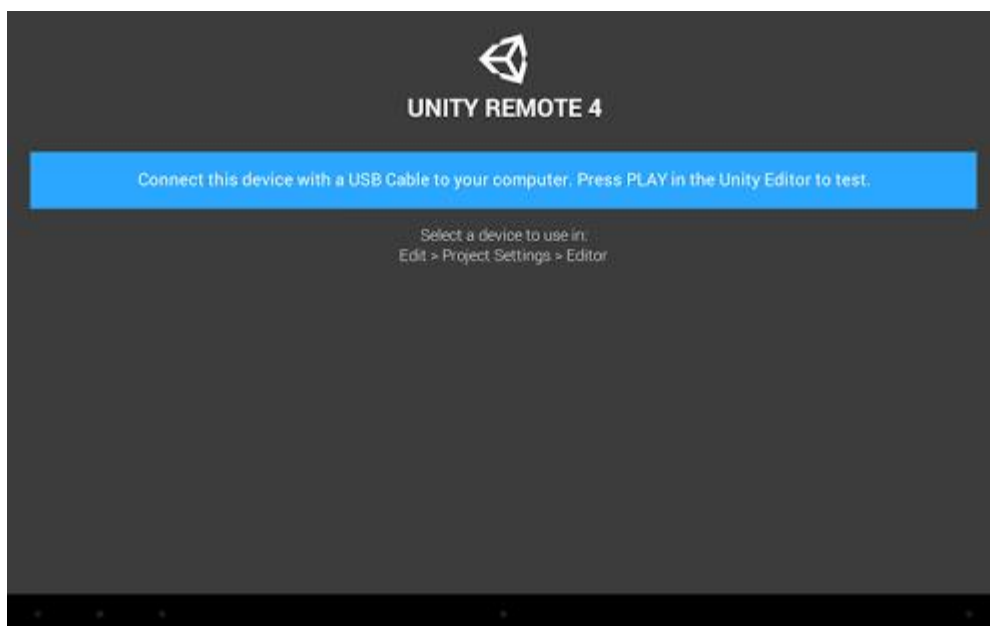 UNITY REMOTE 4
Connect this device with a USB Cable to your computer. Press PLAY in the Unity Editor to test.
Select a device to use in:
Edit > Project Settings > Editor